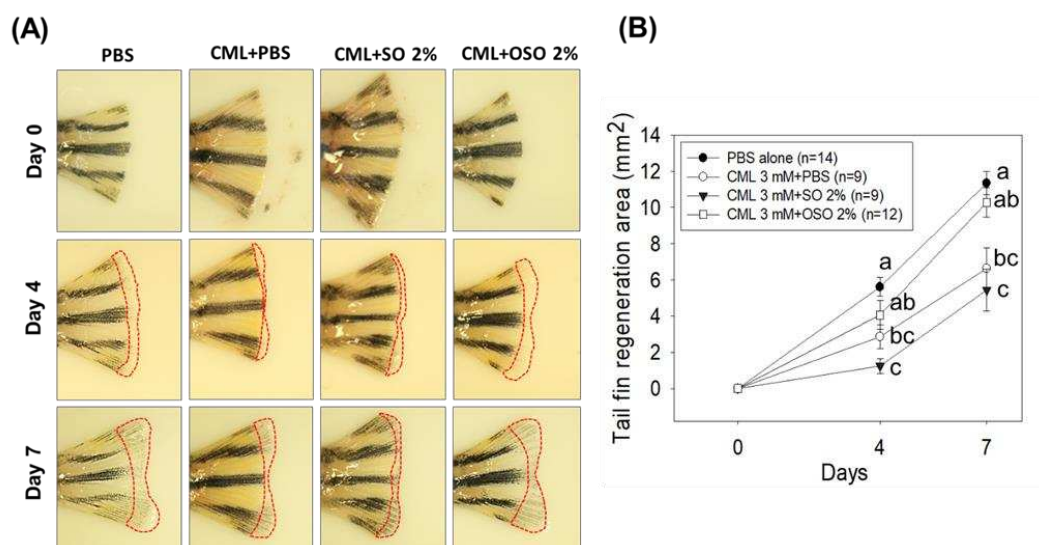 (A)
PBS
CML+PBS
CML+SO 2%
CML+OSO 2%
Day 0
Day 4
Day 7
(B)
Tail fin regeneration area (mm²)
14
12
10
8
6
4
2
0
PBS alone (n=14)
CML 3 mM+PBS (n=9)
CML 3 mM+SO 2% (n=9)
CML 3 mM+OSO 2% (n=12)
a
ab
bc
c
a
ab
bc
c
0
4
7
Days